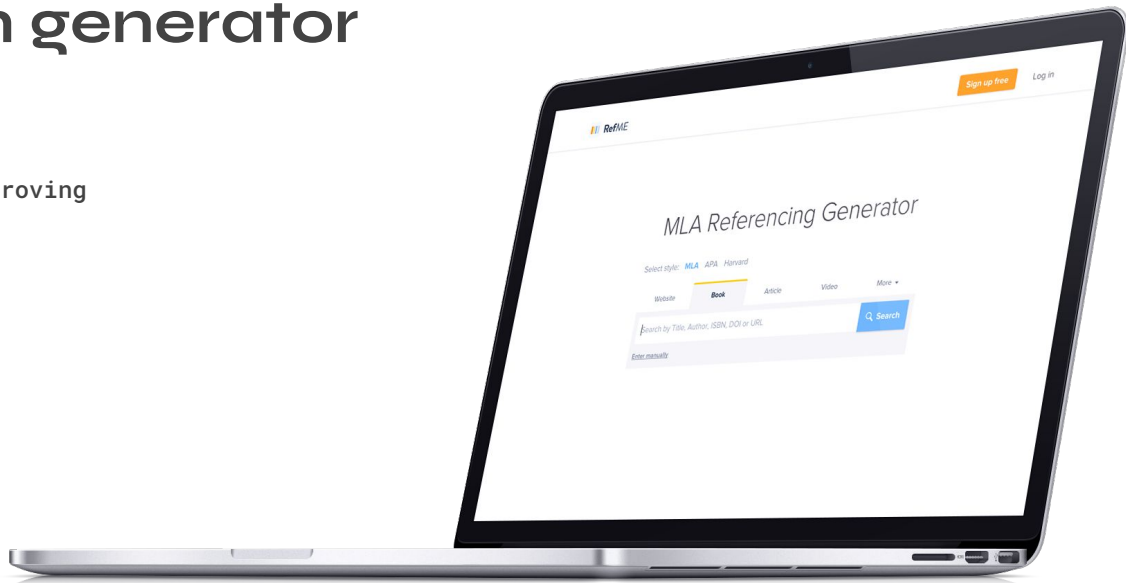 n generator
roving
Sign up free Log in
RefME
MLA Referencing Generator
Select style: MLA APA Harvard
Website Book Article Video More
Search by Title, Author, ISBN, DOI or URL
Search
Enter manually